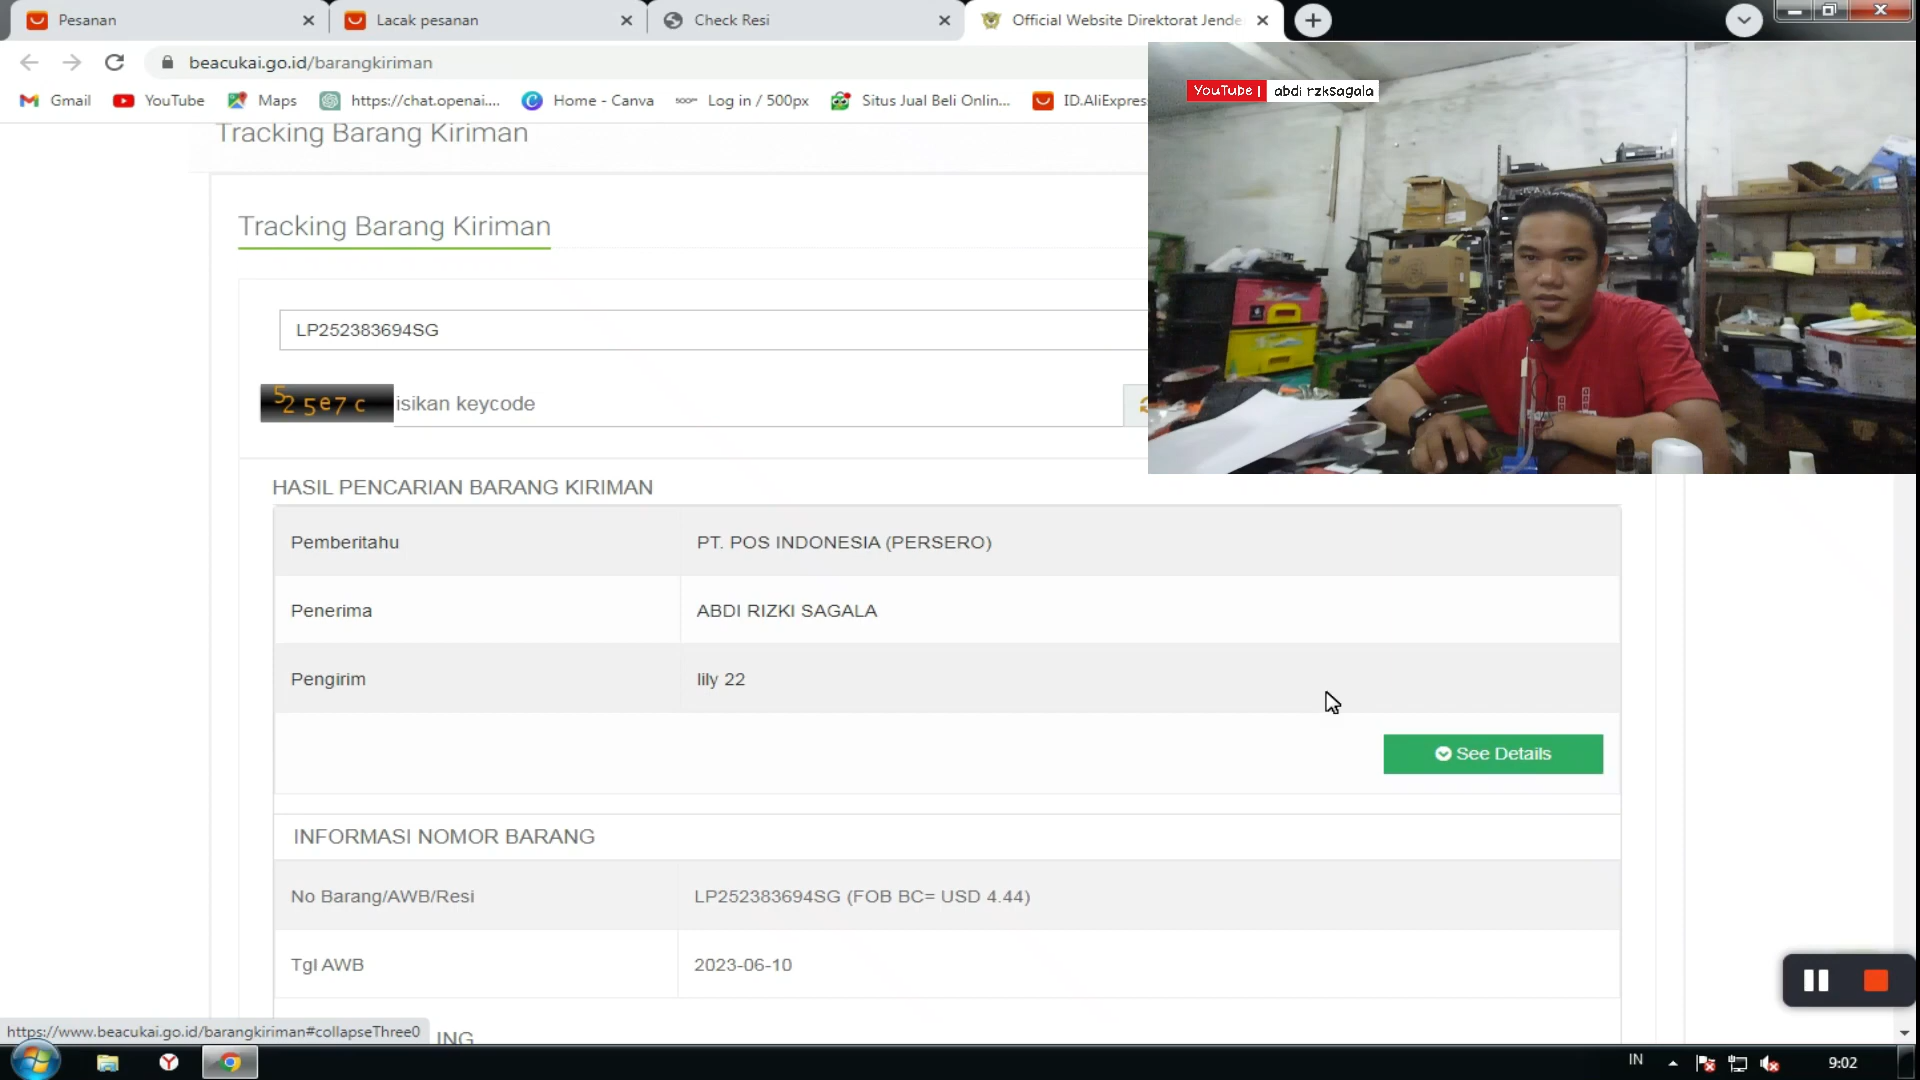 Pesanan
Lacak pesanan
Check Resi
Official Website Direktorat Jende
beacukai.go.id/barangkiriman
Gmail
YouTube
Maps
https://chat.openai....
Home - Canva
Log in / 500px
Situs Jual Beli Onlin...
ID.AliExpres
YouTube | abdi rzksagala
Tracking Barang Kiriman
Tracking Barang Kiriman
LP252383694SG
525e7c
isikan keycode
HASIL PENCARIAN BARANG KIRIMAN
Pemberitahu PT. POS INDONESIA (PERSERO)
Penerima ABDI RIZKI SAGALA
Pengirim lily 22
See Details
INFORMASI NOMOR BARANG
No Barang/AWB/Resi LP252383694SG (FOB BC= USD 4.44)
Tgl AWB 2023-06-10
https://www.beacukai.go.id/barangkiriman#collapseThree0
ING
IN
9:02